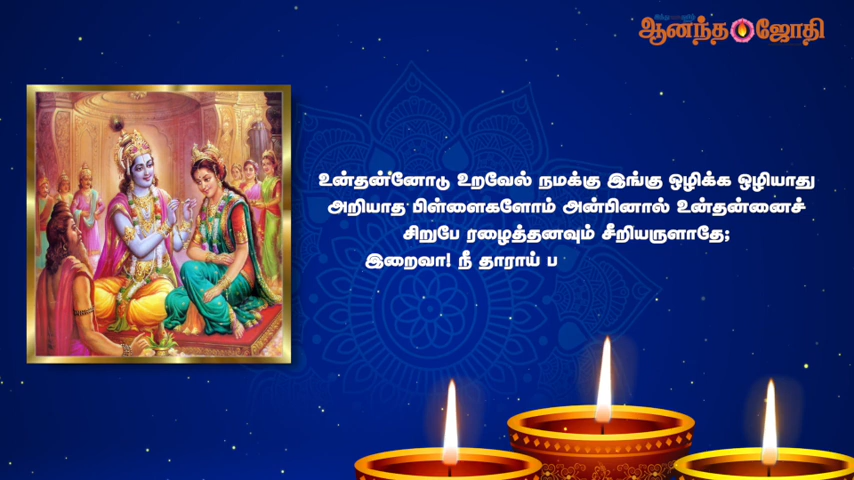 ஆனந்த ஜோதி
உன்தன்னோடு உறவேல் நமக்கு இங்கு ஒழிக்க ஒழியாது
அறியாத பிள்ளைகளோம் அன்பினால் உன்தன்னைச்
சிறுபே ரழைத்தனவும் சீறியருளாதே;
இறைவா! நீ தாராய் ப